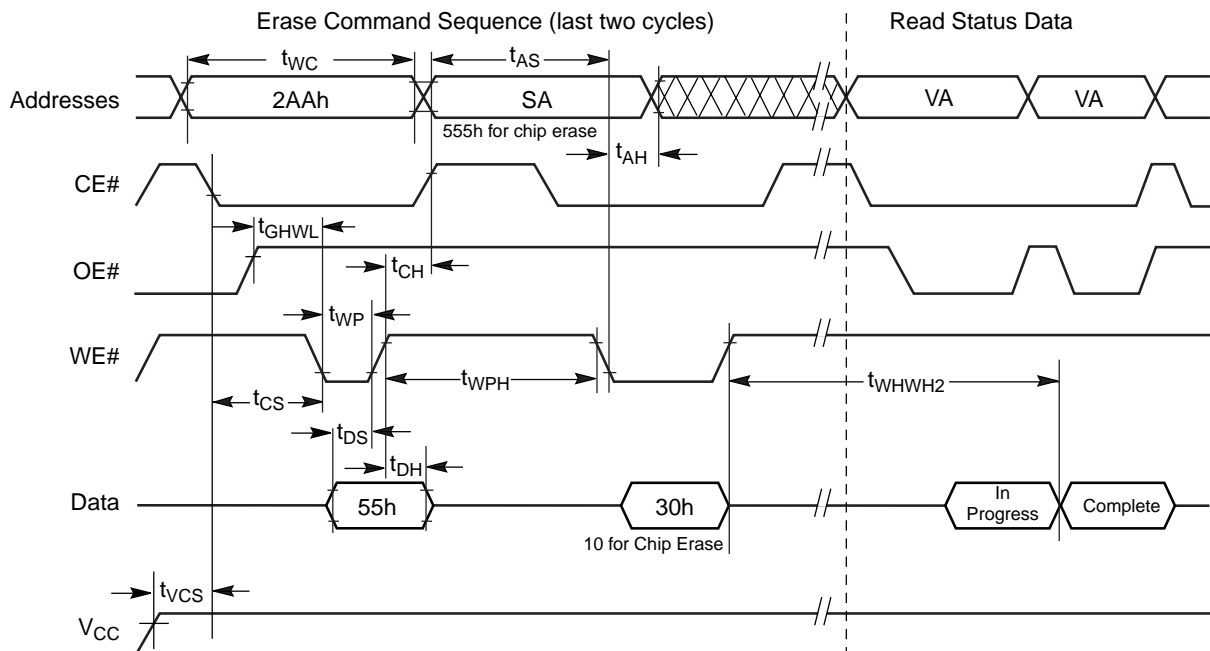 Erase Command Sequence (last two cycles)
Read Status Data
tWC
tAS
Addresses
2AAh
SA
VA
VA
555h for chip erase
tAH
CE#
tGHWL
OE#
tCH
tWP
WE#
tWPH
tWHWH2
tCS
tDS
tDH
Data
55h
30h
In
Progress
Complete
10 for Chip Erase
tVCS
VCC